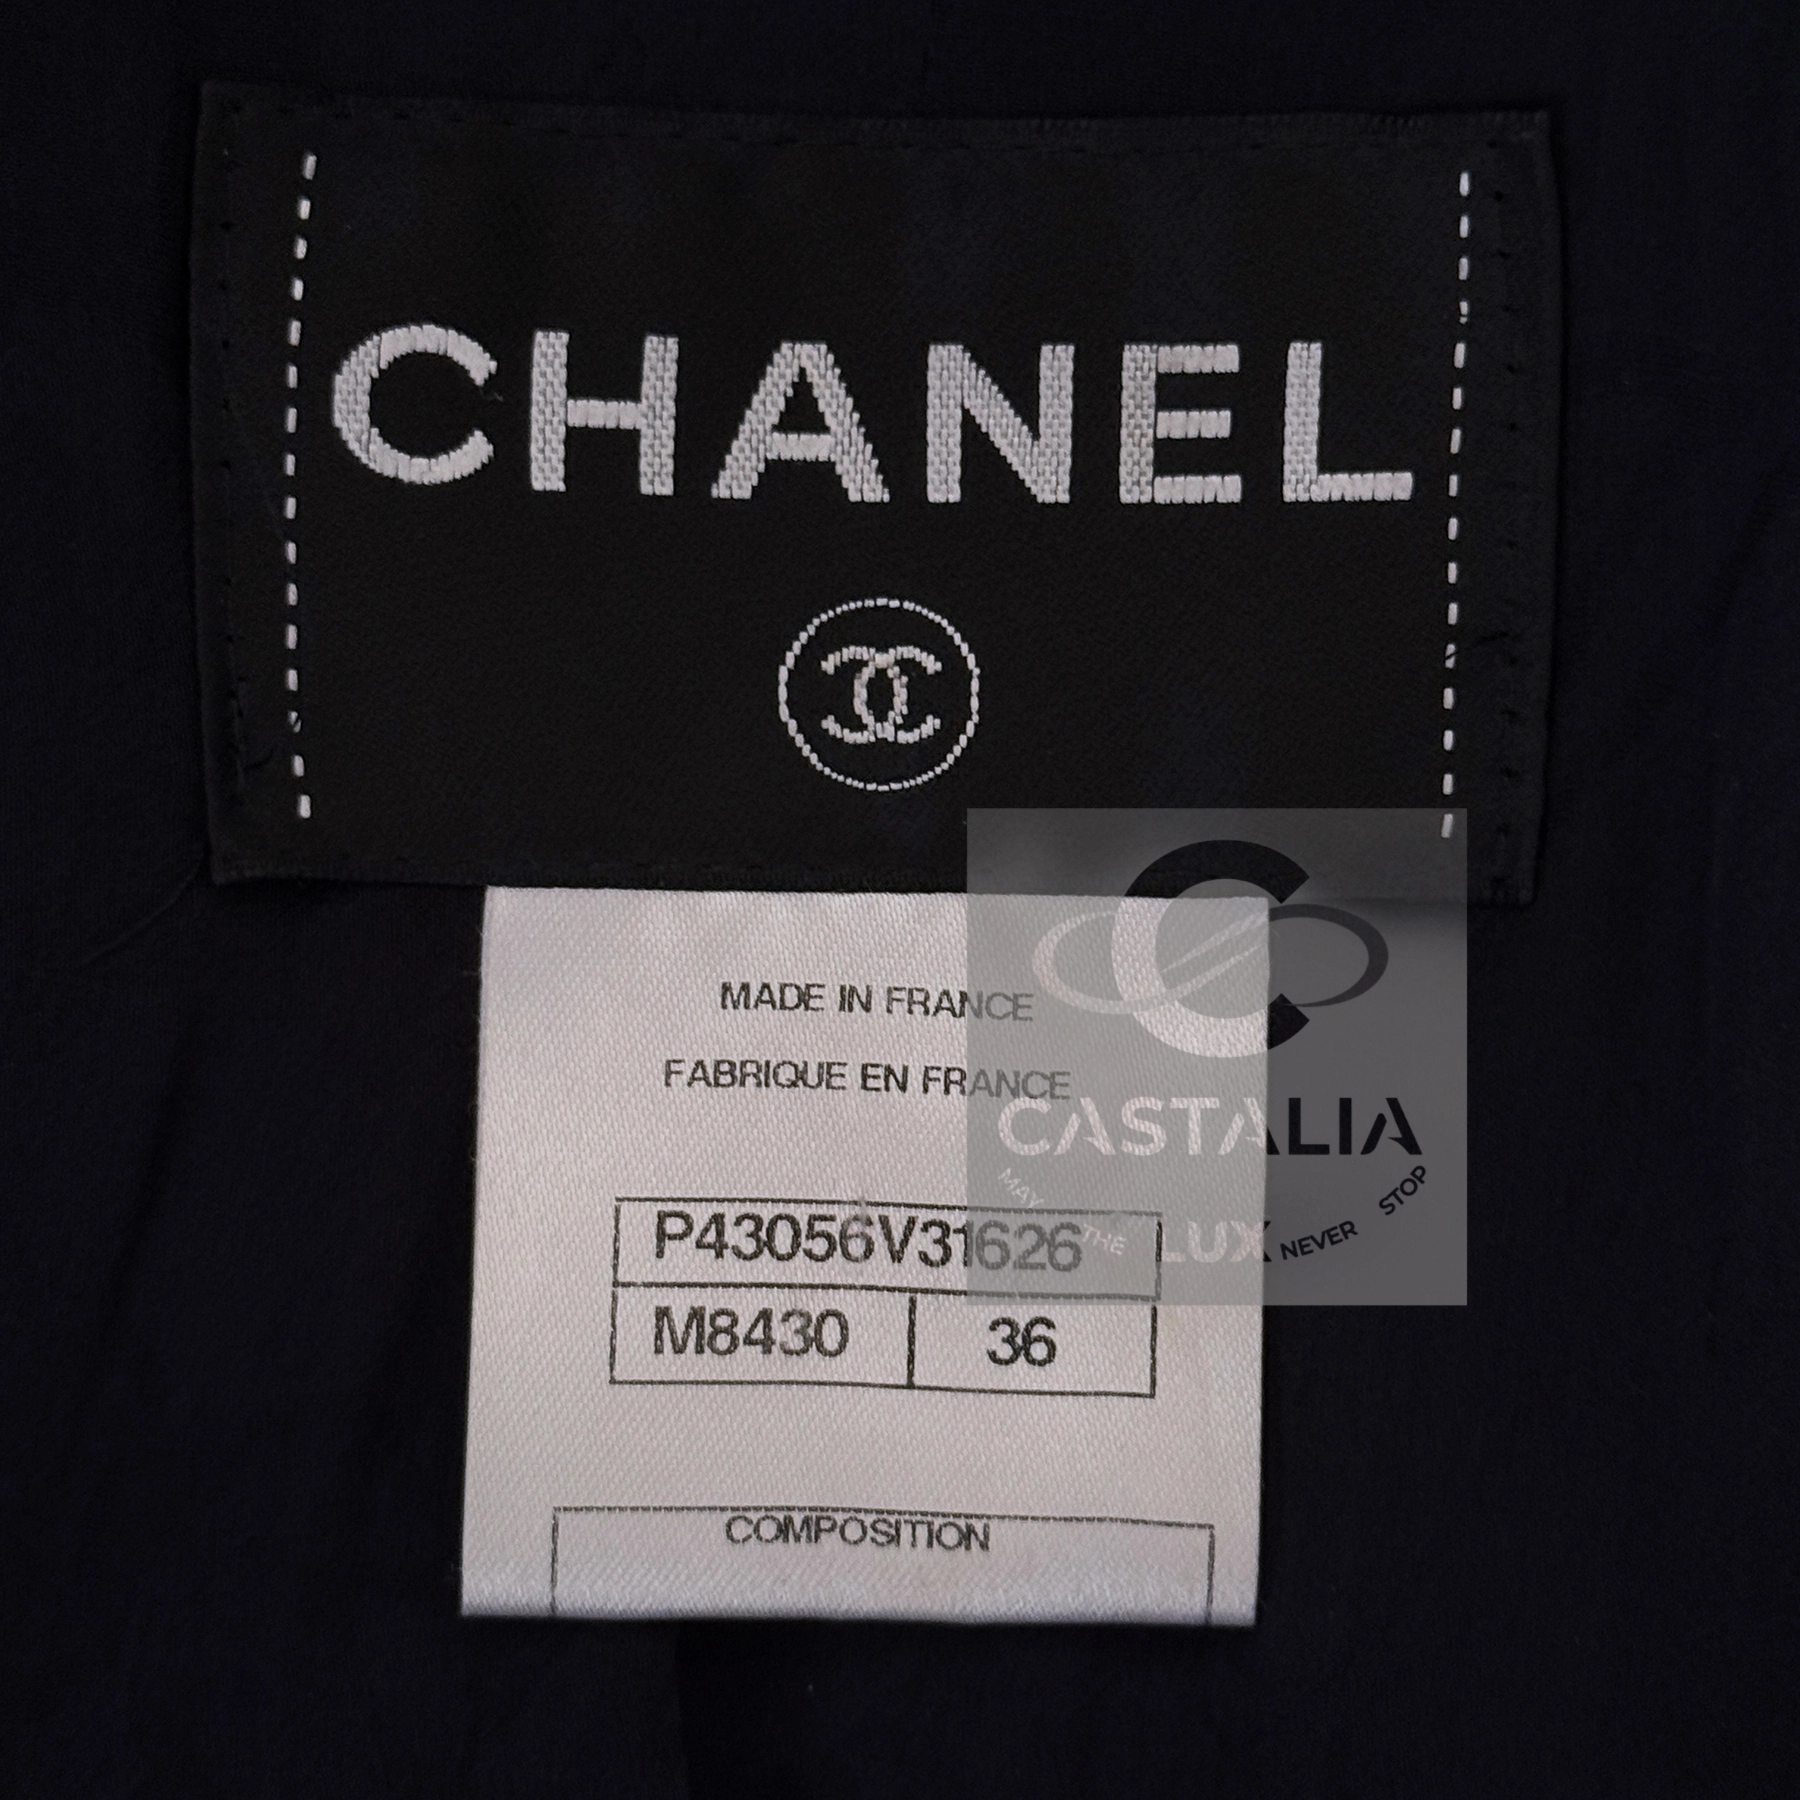 CHANEL
MADE IN FRANCE
FABRIQUE EN FRANCE
CASTALIA
MAY THE LUX NEVER STOP
P43056V31626
M8430 36
COMPOSITION